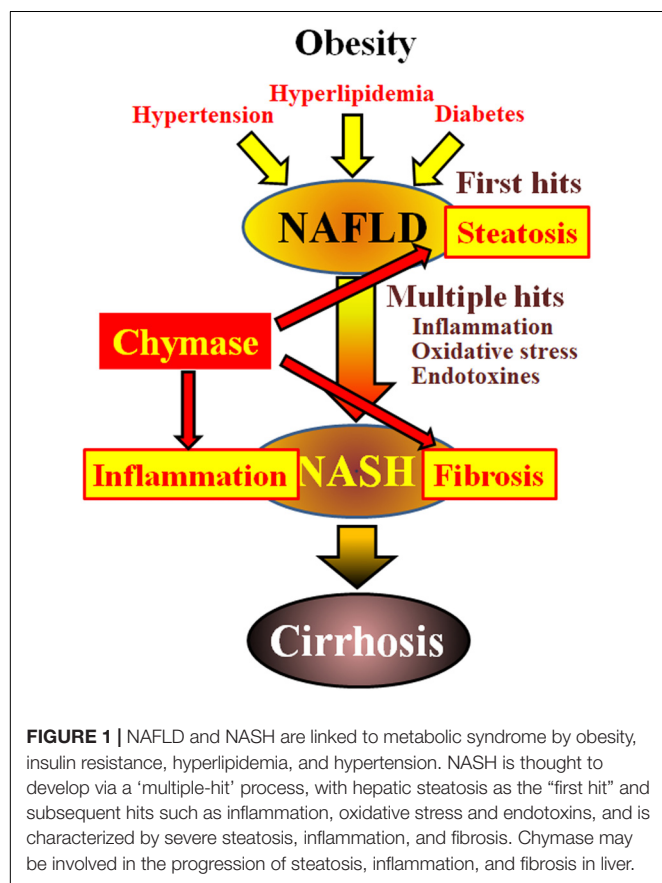 Obesity
Hyperlipidemia
Hypertension
Diabetes
First hits
NAFLD
Steatosis
Multiple hits
Inflammation
Oxidative stress
Endotoxines
Chymase
Inflammation
NASH
Fibrosis
Cirrhosis
FIGURE 1 | NAFLD and NASH are linked to metabolic syndrome by obesity,
insulin resistance, hyperlipidemia, and hypertension. NASH is thought to
develop via a ‘multiple-hit’ process, with hepatic steatosis as the “first hit” and
subsequent hits such as inflammation, oxidative stress and endotoxins, and is
characterized by severe steatosis, inflammation, and fibrosis. Chymase may
be involved in the progression of steatosis, inflammation, and fibrosis in liver.